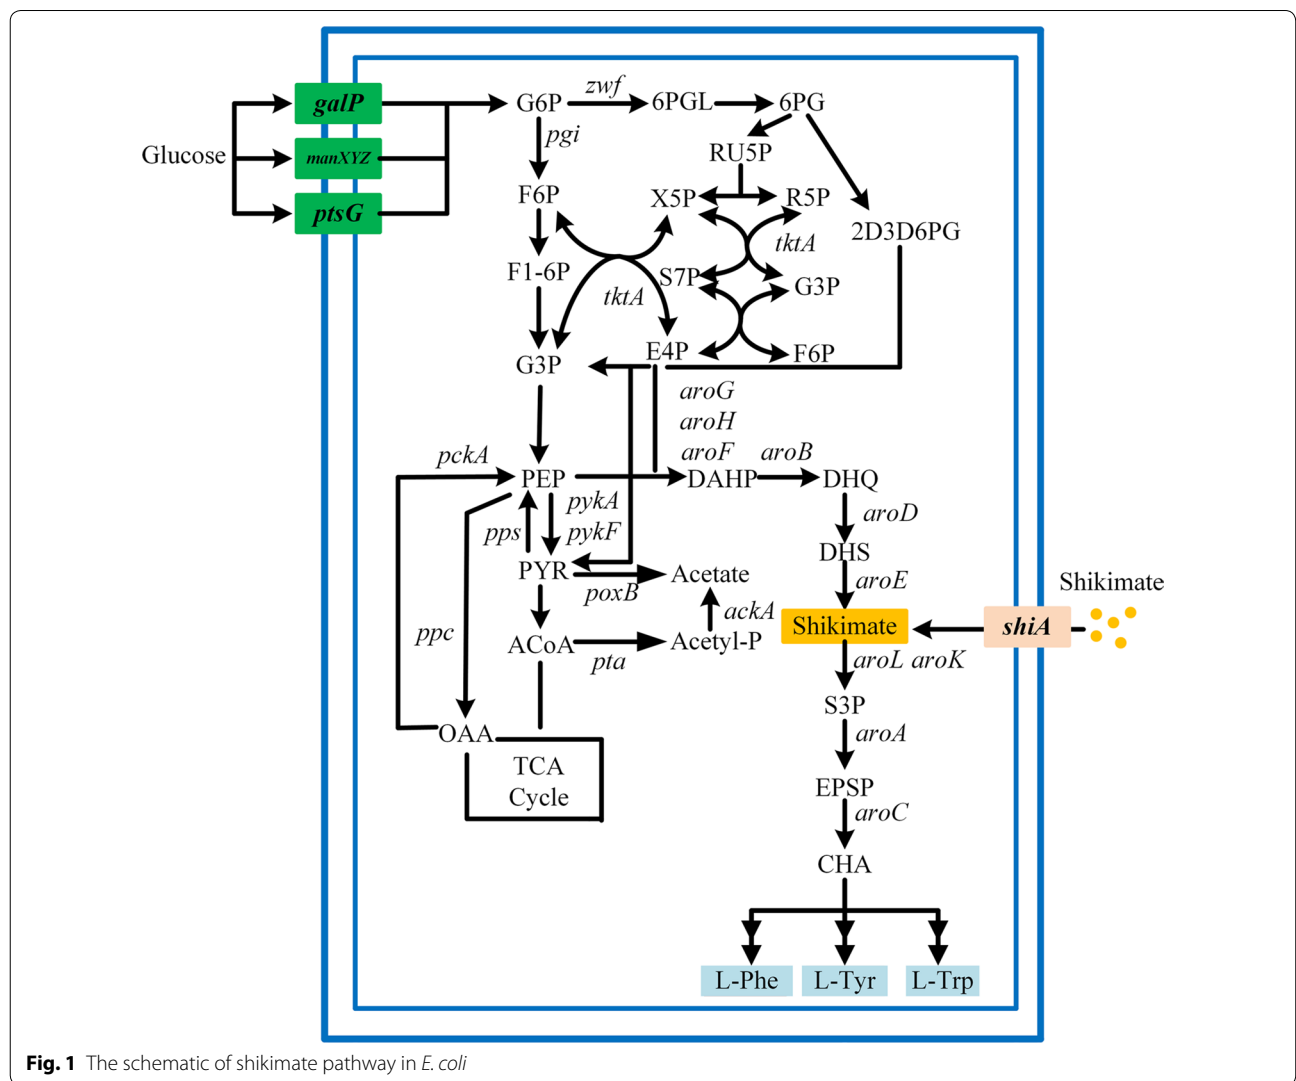 galP
G6P
zwf
6PGL
6PG
Glucose
manXYZ
pgi
RU5P
ptsG
F6P
X5P
R5P
2D3D6PG
tktA
F1-6P
S7P
G3P
tktA
G3P
E4P
F6P
aroG
aroH
aroF
pckA
PEP
DAHP
aroB
DHQ
pykA
pykF
pps
aroD
DHS
PYR
Acetate
poxB
aroE
Shikimate
ackA
Shikimate
shiA
ppc
ACoA
pta
Acetyl-P
aroL aroK
S3P
OAA
aroA
TCA
Cycle
EPSP
aroC
CHA
L-Phe
L-Tyr
L-Trp
Fig. 1 The schematic of shikimate pathway in E. coli